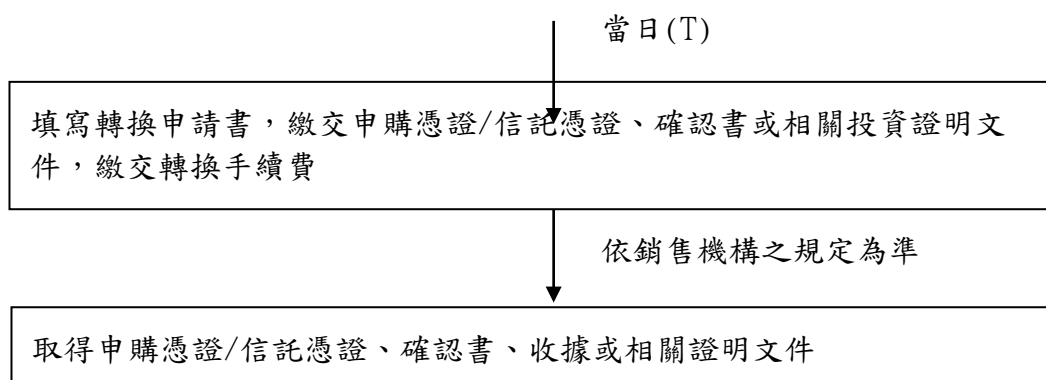 當日(T)
填寫轉換申請書，繳交申購憑證/信託憑證、確認書或相關投資證明文
件，繳交轉換手續費
依銷售機構之規定為準
取得申購憑證/信託憑證、確認書、收據或相關證明文件